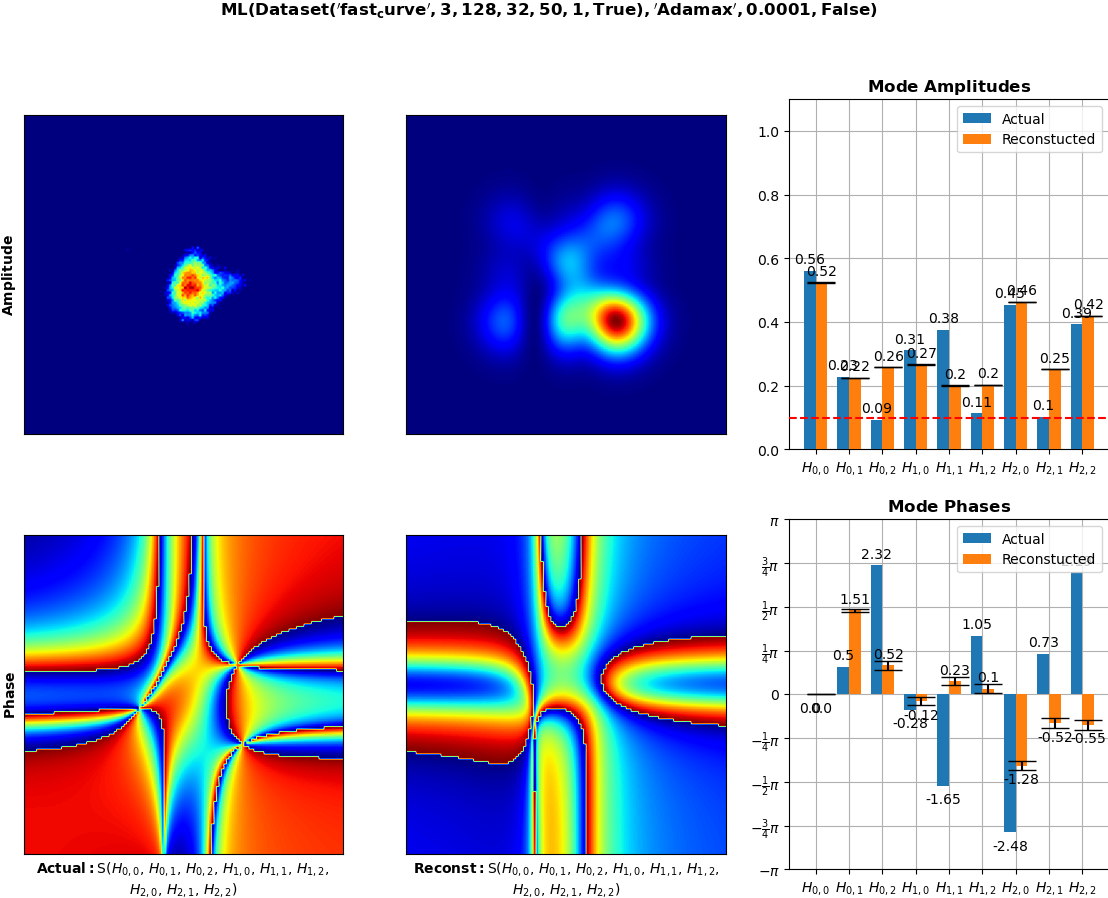 ML(Dataset('fast_curve', 3, 128, 32, 50, 1, True), 'Adamax', 0.0001, False)
Amplitude
Mode Amplitudes
Actual
Reconstucted
1.0
0.8
0.6
0.4
0.2
0.0
0.56
0.52
0.23
0.22
0.09
0.26
0.31
0.27
0.38
0.2
0.11
0.2
0.45
0.46
0.1
0.25
0.39
0.42
H0,0 H0,1 H0,2 H1,0 H1,1 H1,2 H2,0 H2,1 H2,2
Phase
Actual: S(H0,0, H0,1, H0,2, H1,0, H1,1, H1,2,
H2,0, H2,1, H2,2)
Reconst: S(H0,0, H0,1, H0,2, H1,0, H1,1, H1,2,
H2,0, H2,1, H2,2)
Mode Phases
Actual
Reconstucted
π
3/4π
1/2π
1/4π
0
−1/4π
−1/2π
−3/4π
−π
0.0
0.0
0.5
1.51
2.32
0.52
-0.28
-0.12
-1.65
0.23
1.05
0.1
-2.48
-1.28
0.73
-0.52
-0.55
H0,0 H0,1 H0,2 H1,0 H1,1 H1,2 H2,0 H2,1 H2,2